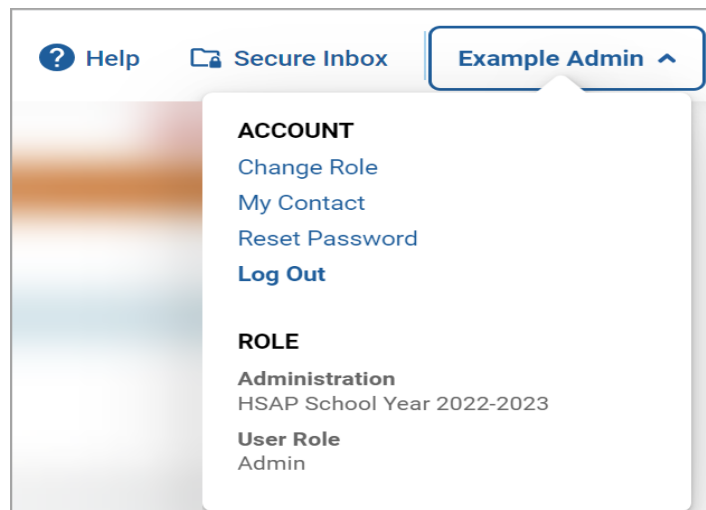 ? Help Secure Inbox Example Admin
ACCOUNT
Change Role
My Contact
Reset Password
Log Out
ROLE
Administration
HSAP School Year 2022-2023
User Role
Admin